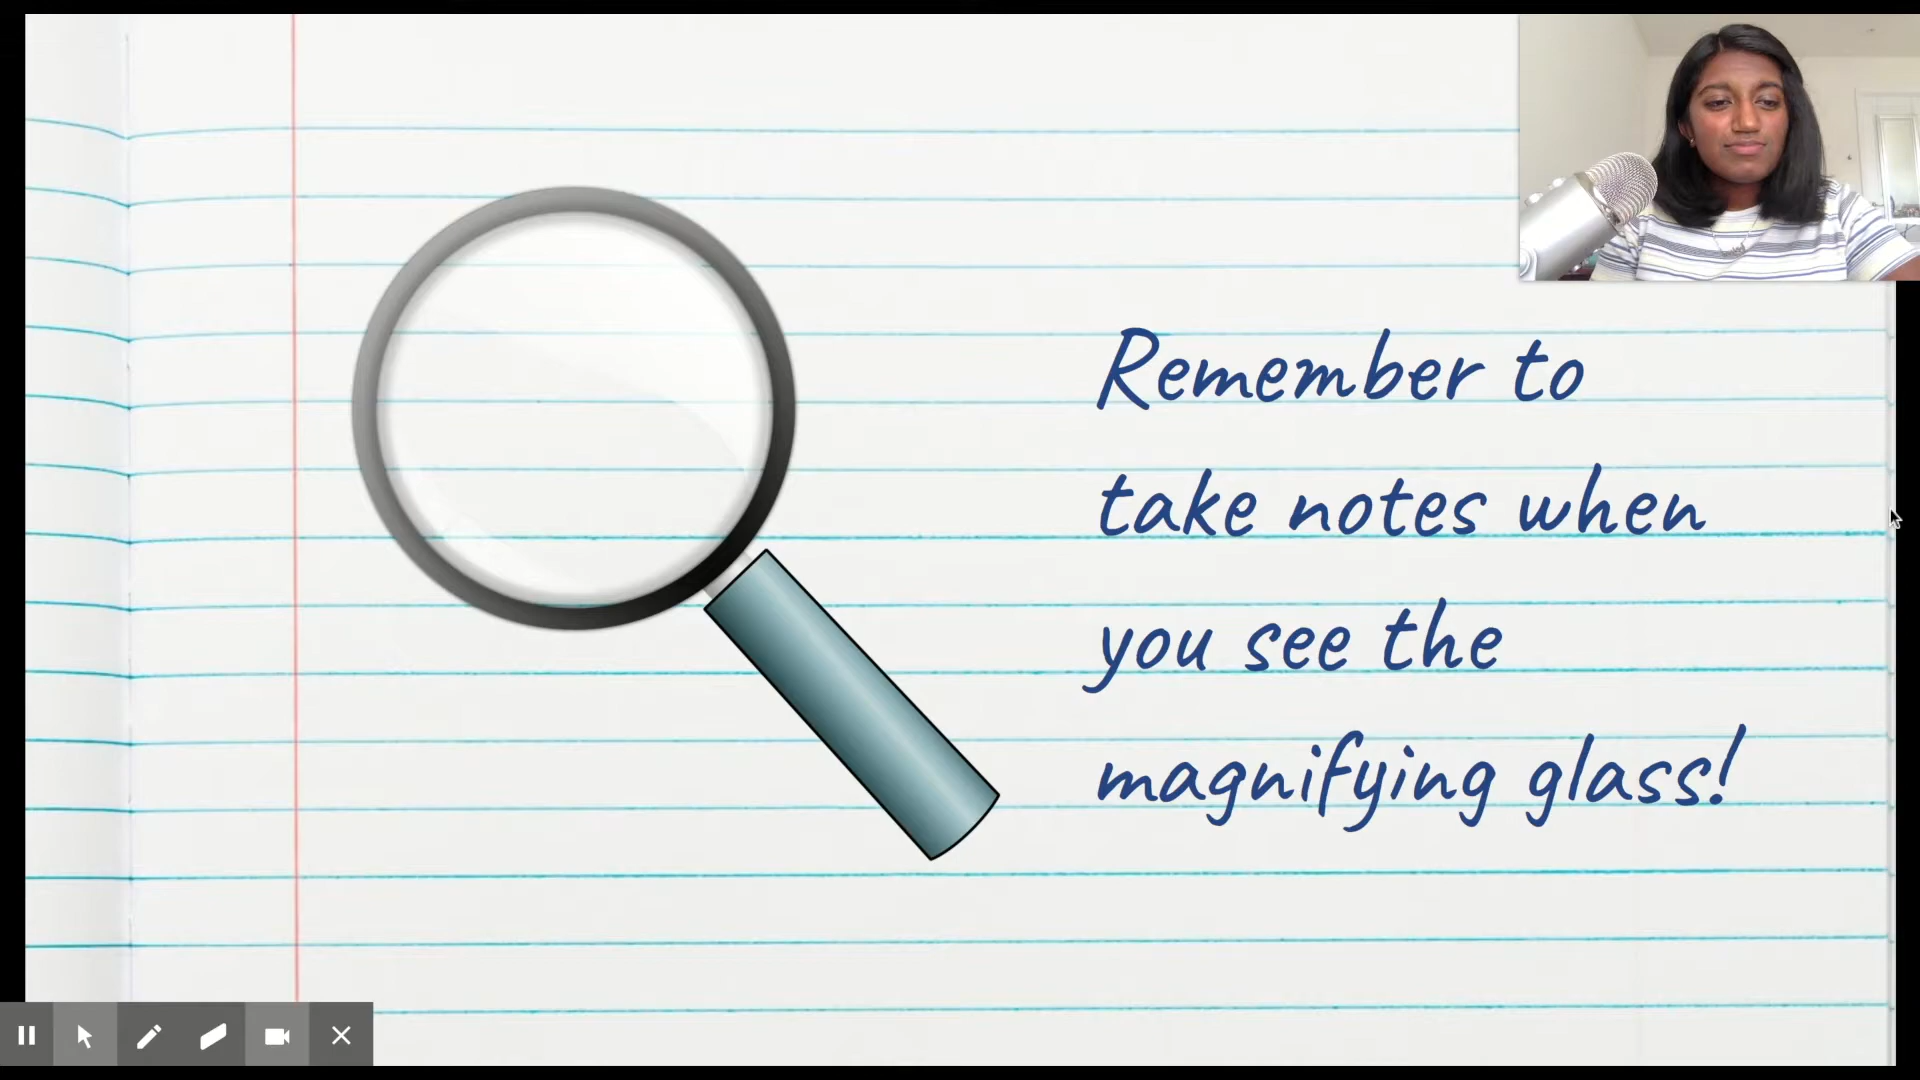 Remember to
take notes when
you see the
magnifying glass!